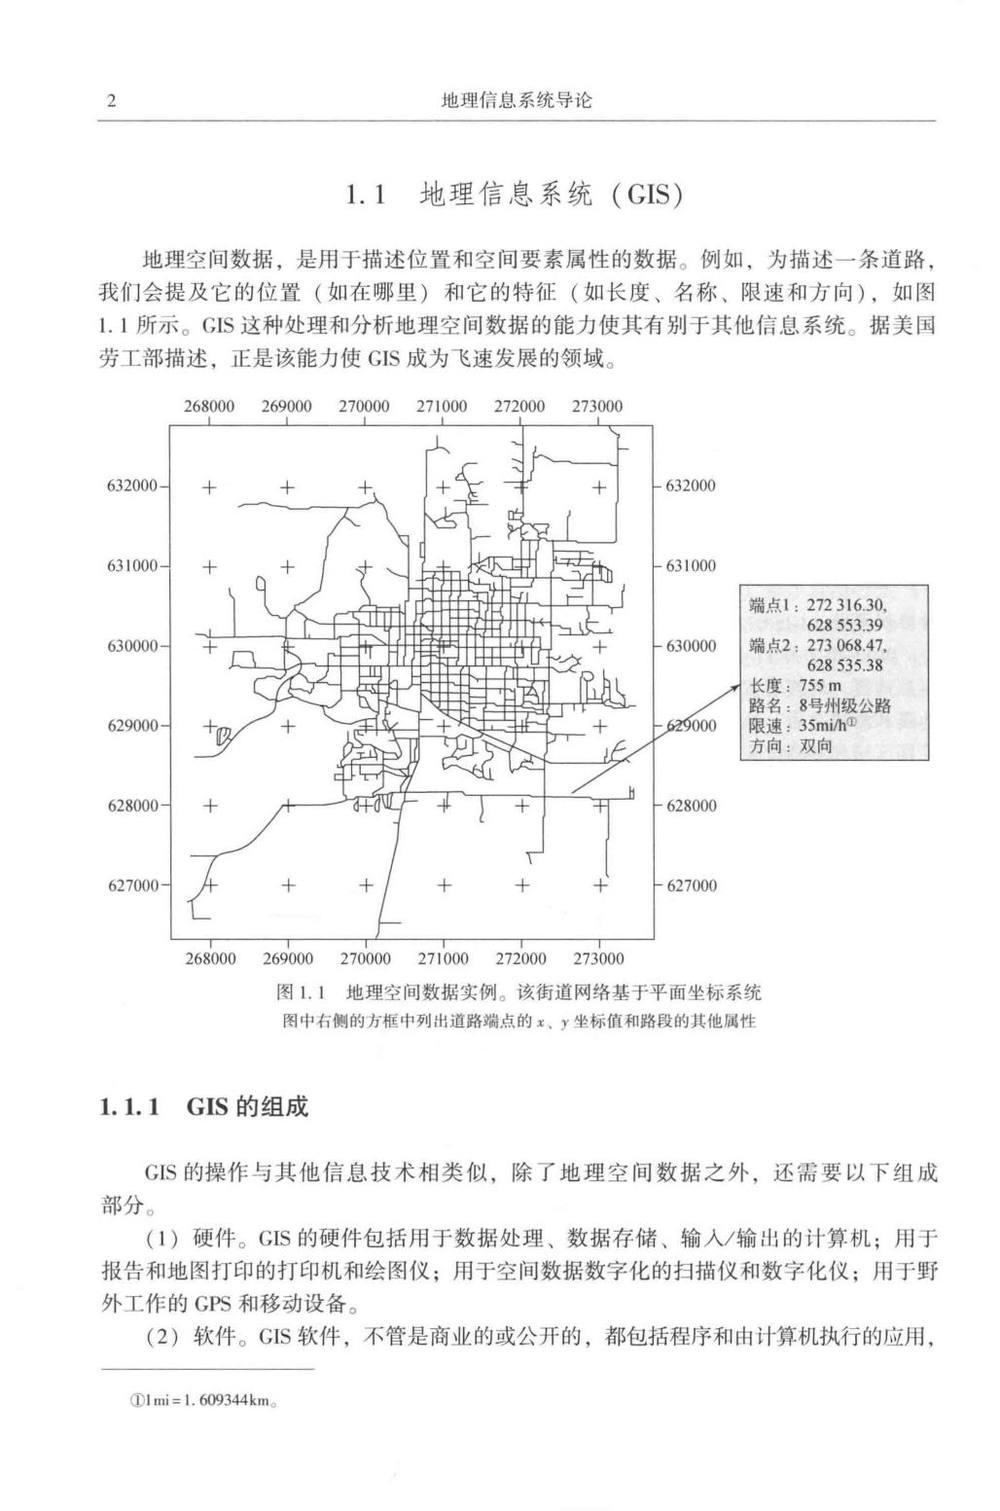 2
地理信息系统导论
1.1 地理信息系统（GIS）
地理空间数据，是用于描述位置和空间要素属性的数据。例如，为描述一条道路，
我们会提及它的位置（如在哪里）和它的特征（如长度、名称、限速和方向），如图
1.1 所示。GIS 这种处理和分析地理空间数据的能力使其有别于其他信息系统。据美国
劳工部描述，正是该能力使 GIS 成为飞速发展的领域。
268000 269000 270000 271000 272000 273000
632000 632000
631000 631000
630000 630000
629000 629000
628000 628000
627000 627000
268000 269000 270000 271000 272000 273000
端点1：272 316.30,
628 553.39
端点2：273 068.47,
628 535.38
长度：755 m
路名：8号州级公路
限速：35mi/h①
方向：双向
图 1.1 地理空间数据实例。该街道网络基于平面坐标系统
图中右侧的方框中列出道路端点的 x、y 坐标值和路段的其他属性
1.1.1 GIS 的组成
GIS 的操作与其他信息技术相类似，除了地理空间数据之外，还需要以下组成
部分。
（1）硬件。GIS 的硬件包括用于数据处理、数据存储、输入/输出的计算机；用于
报告和地图打印的打印机和绘图仪；用于空间数据数字化的扫描仪和数字化仪；用于野
外工作的 GPS 和移动设备。
（2）软件。GIS 软件，不管是商业的或公开的，都包括程序和由计算机执行的应用，
①1mi=1.609344km。